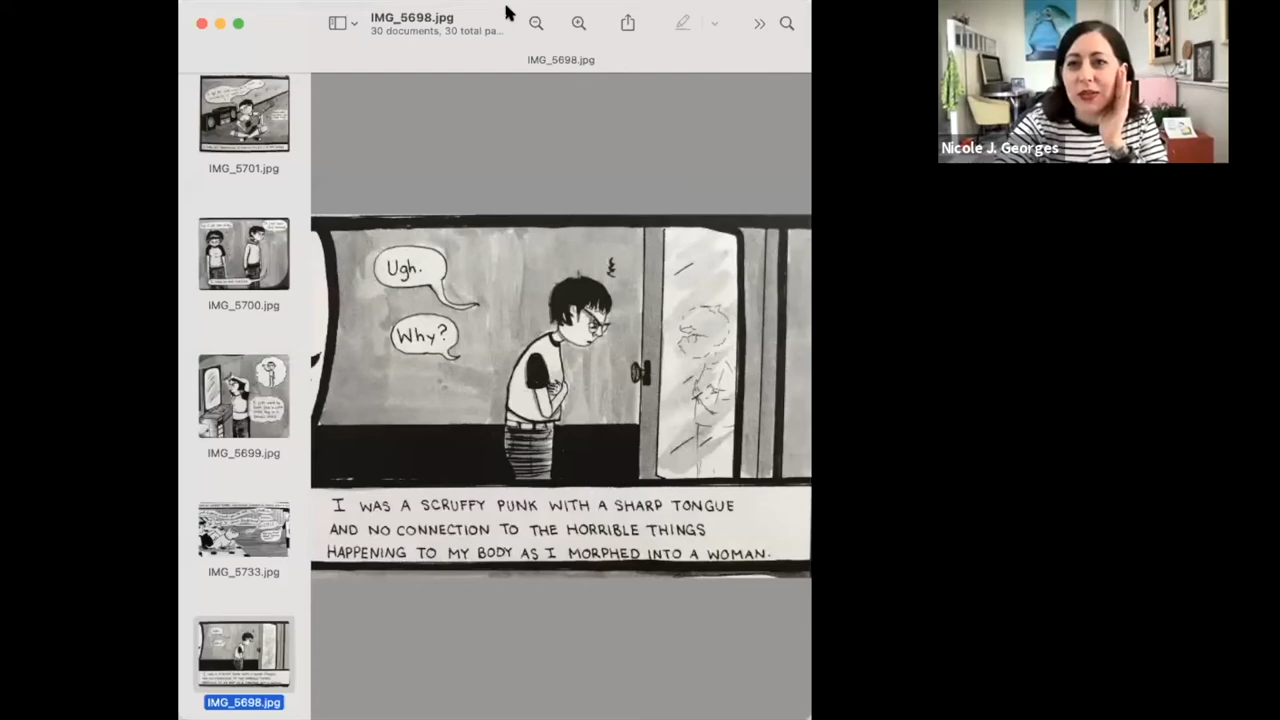 IMG_5698.jpg
30 documents, 30 total pa...
IMG_5698.jpg
IMG_5701.jpg
IMG_5700.jpg
IMG_5699.jpg
IMG_5733.jpg
IMG_5698.jpg
Ugh.
Why?
I WAS A SCRUFFY PUNK WITH A SHARP TONGUE
AND NO CONNECTION TO THE HORRIBLE THINGS
HAPPENING TO MY BODY AS I MORPHED INTO A WOMAN.
Nicole J. Georges